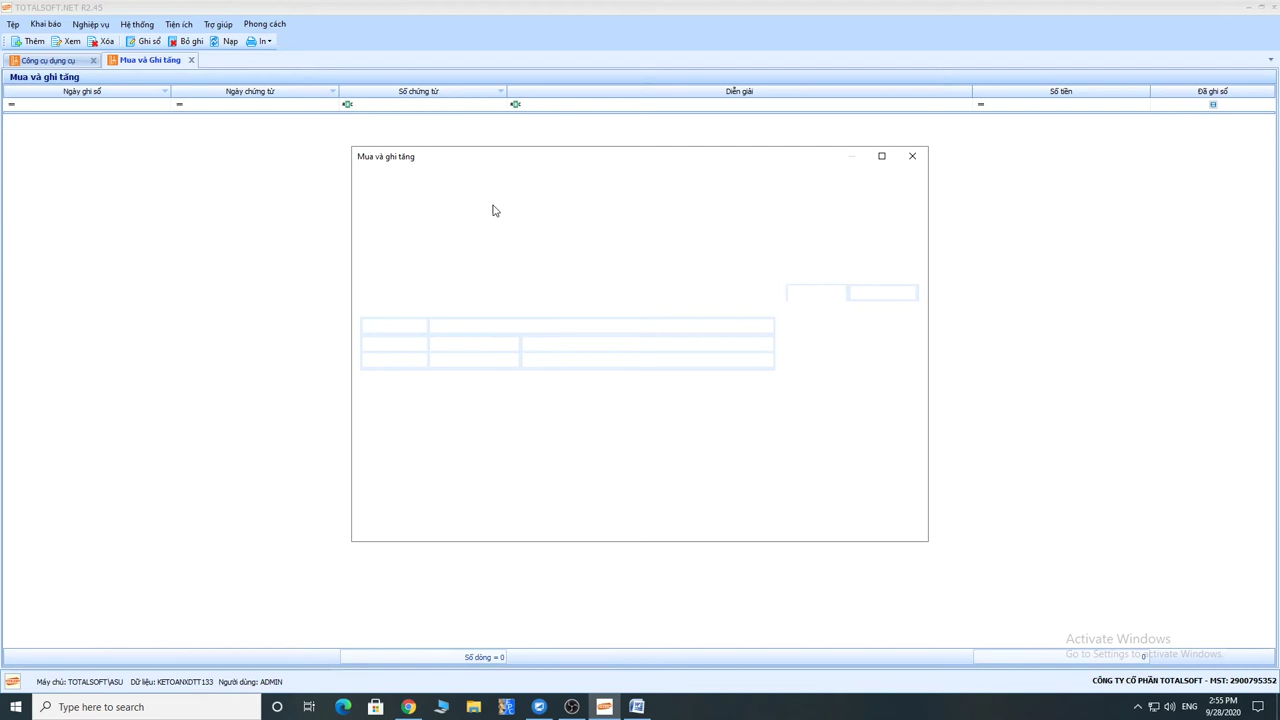 TOTALSOFT.NET R2.45
Tệp Khai báo Nghiệp vụ Hệ thống Tiện ích Trợ giúp Phong cách
Thêm Xem Xóa Ghi sổ Bỏ ghi Nạp In
Công cụ dụng cụ Mua và Ghi tăng
Mua và ghi tăng
Ngày ghi sổ Ngày chứng từ Số chứng từ Diễn giải Số tiền Đã ghi sổ
Mua và ghi tăng
Activate Windows
Go to Settings to activate Windows.
Số dòng = 0 0
Máy chủ: TOTALSOFT\ASU Dữ liệu: KETOANXDTT133 Người dùng: ADMIN CÔNG TY CỔ PHẦN TOTALSOFT - MST: 2900795352
Type here to search ENG 2:55 PM
9/28/2020